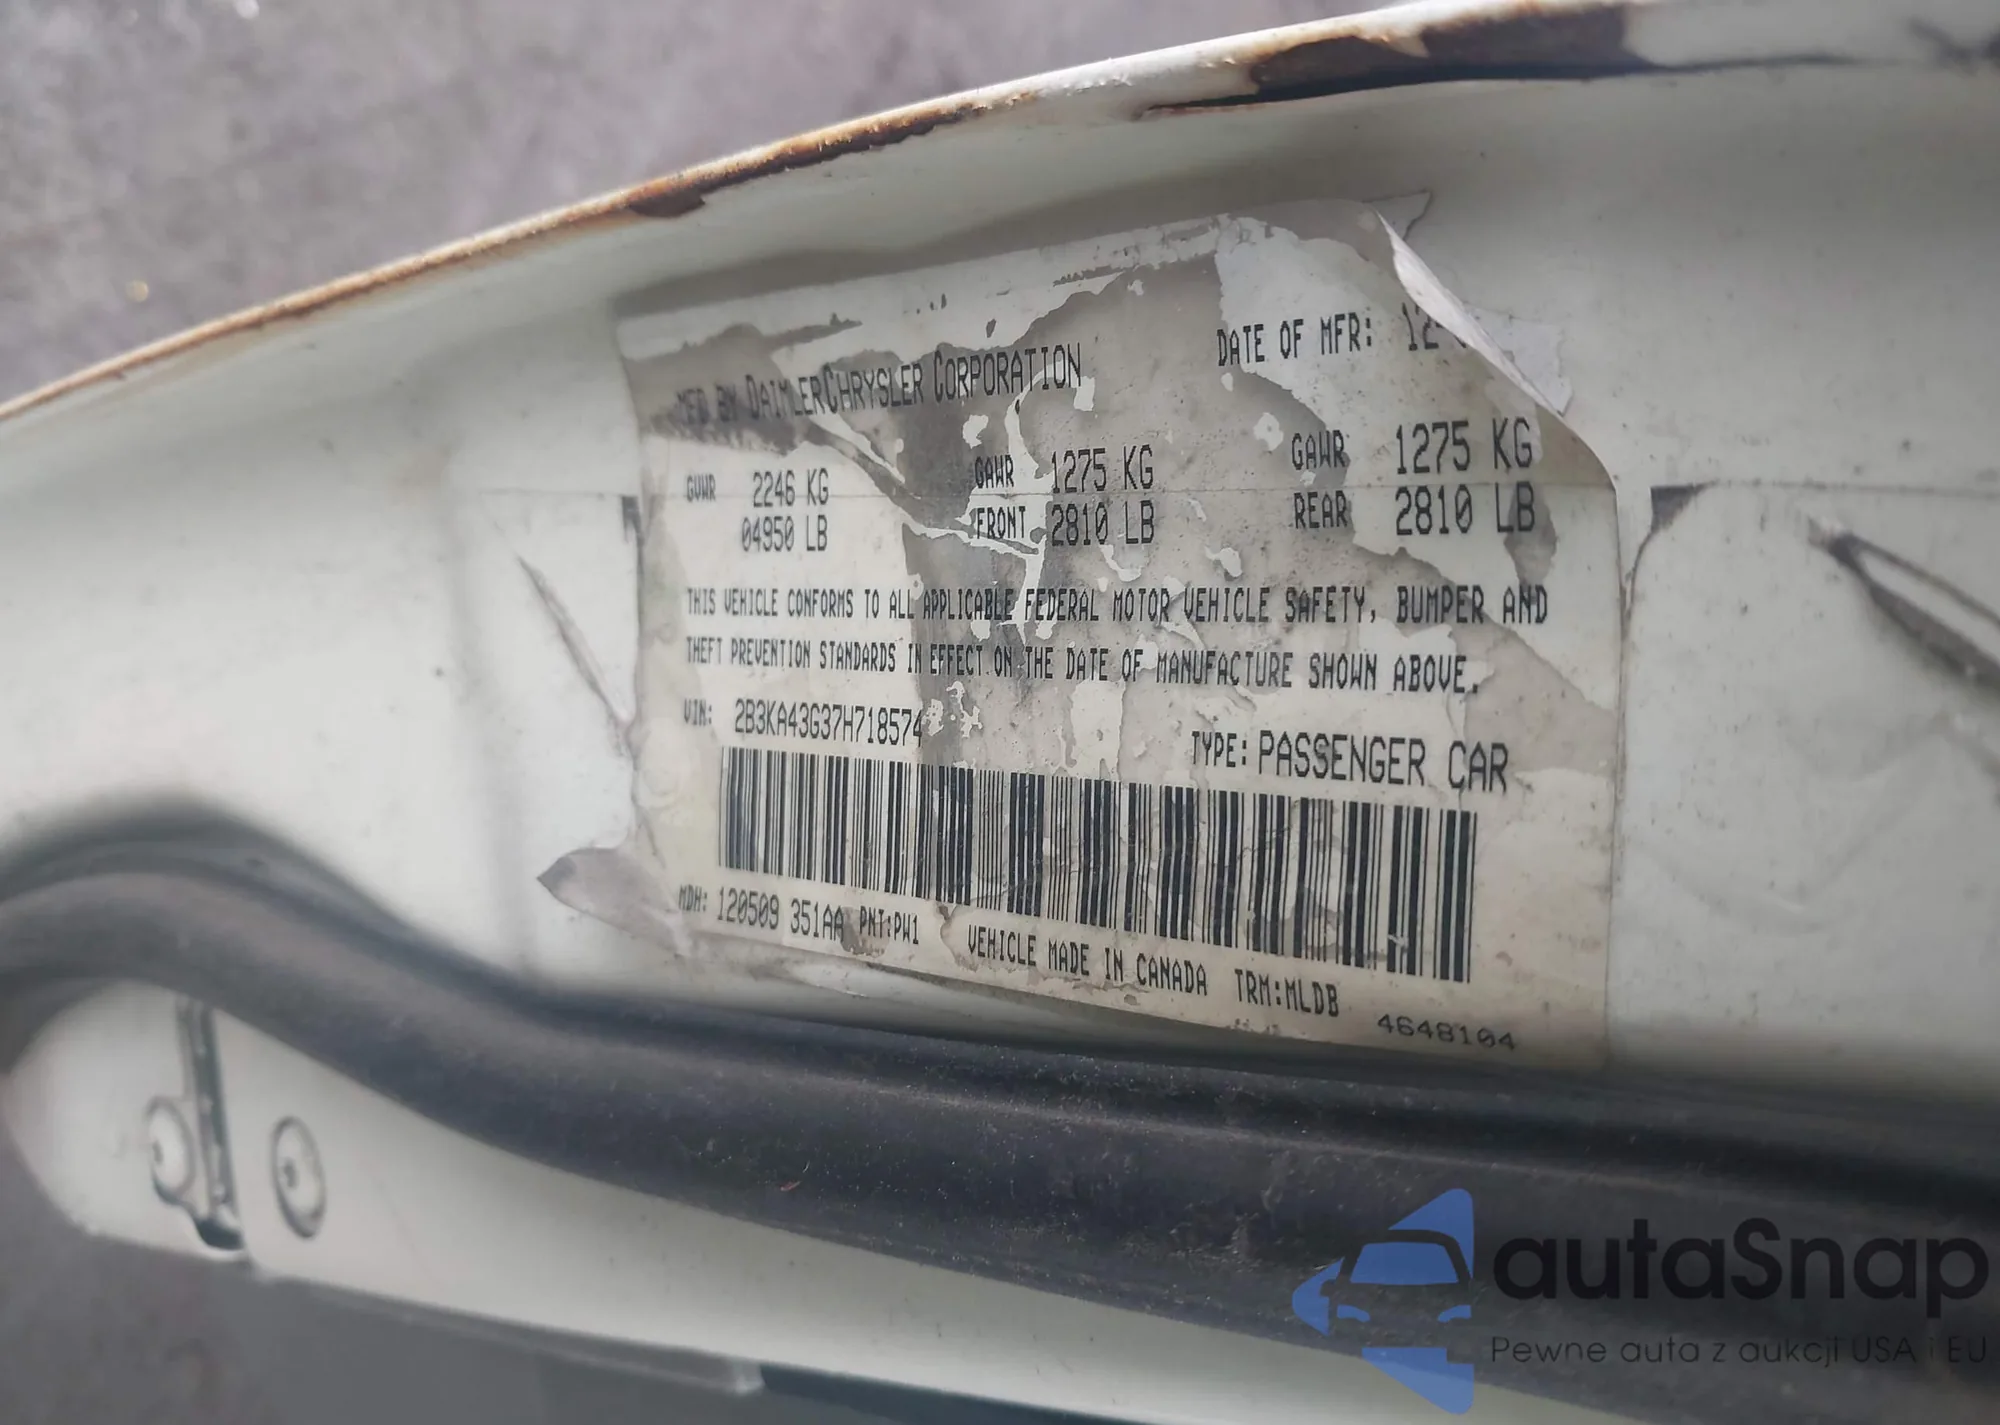 MFD BY DAIMLERCHRYSLER CORPORATION
DATE OF MFR: 12-
GVWR 2246 KG
04950 LB
GAWR 1275 KG
FRONT 2810 LB
GAWR 1275 KG
REAR 2810 LB
THIS VEHICLE CONFORMS TO ALL APPLICABLE FEDERAL MOTOR VEHICLE SAFETY, BUMPER AND
THEFT PREVENTION STANDARDS IN EFFECT ON THE DATE OF MANUFACTURE SHOWN ABOVE.
VIN: 2B3KA43G37H718574
TYPE: PASSENGER CAR
MDH: 120509 351AA PNT:PW1
VEHICLE MADE IN CANADA TRM:MLDB
4648104
autaSnap
Pewne auta z aukcji USA i EU